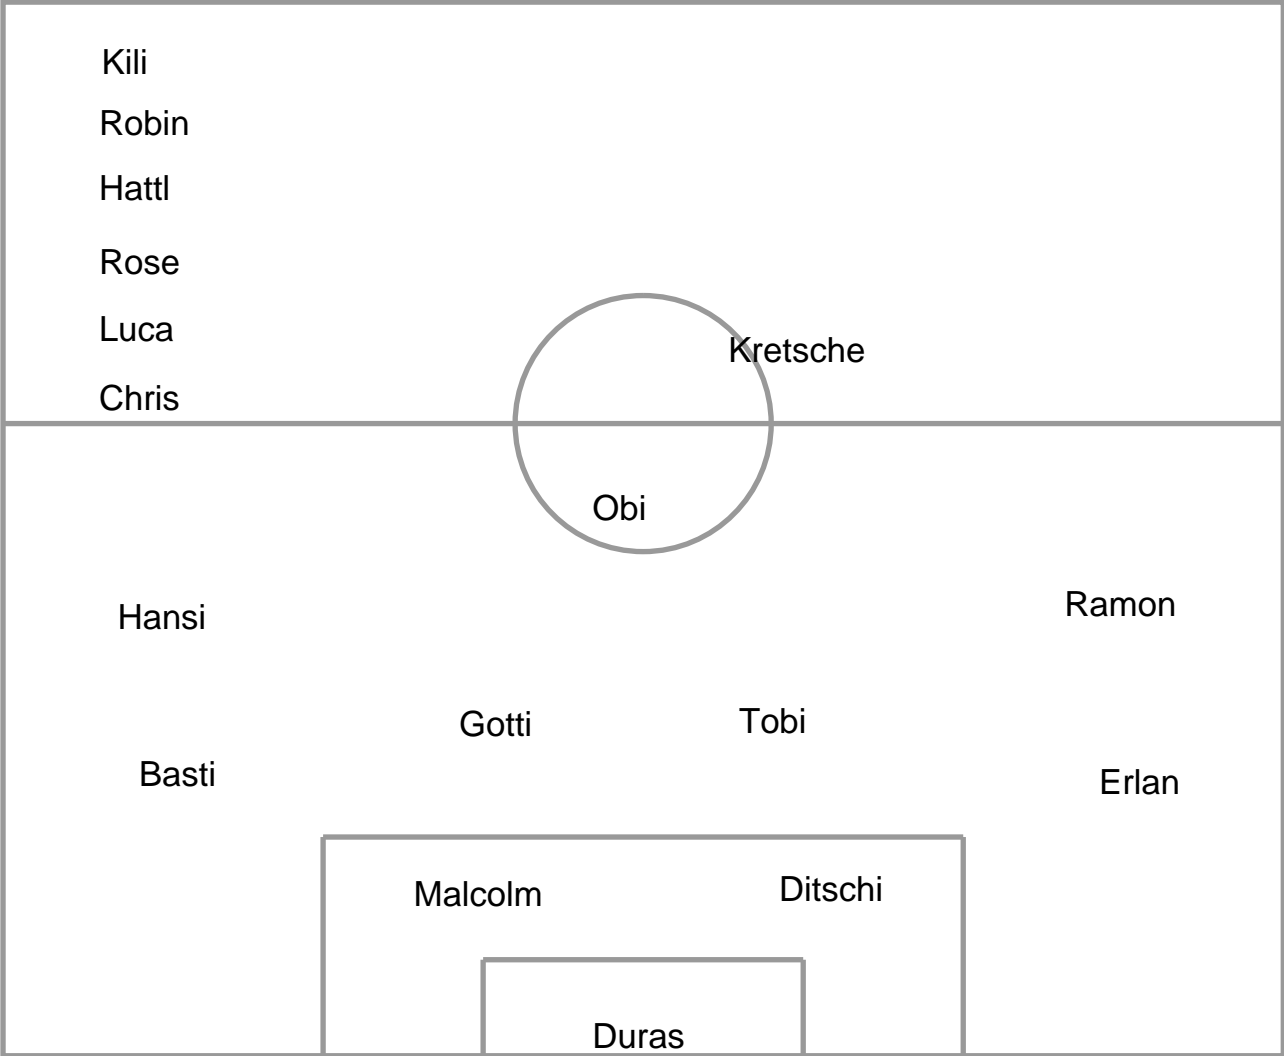 Kili
Robin
Hattl
Rose
Luca
Kretsche
Chris
Obi
Hansi
Ramon
Gotti
Tobi
Basti
Erlan
Malcolm
Ditschi
Duras